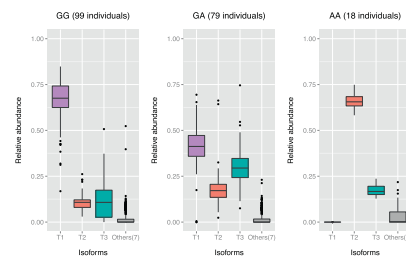 GG (99 individuals)
GA (79 individuals)
AA (18 individuals)
Relative abundance
1.00
0.75
0.50
0.25
0.00
T1 T2 T3 Others(7)
Isoforms
Relative abundance
1.00
0.75
0.50
0.25
0.00
T1 T2 T3 Others(7)
Isoforms
Relative abundance
1.00
0.75
0.50
0.25
0.00
T1 T2 T3 Others(7)
Isoforms